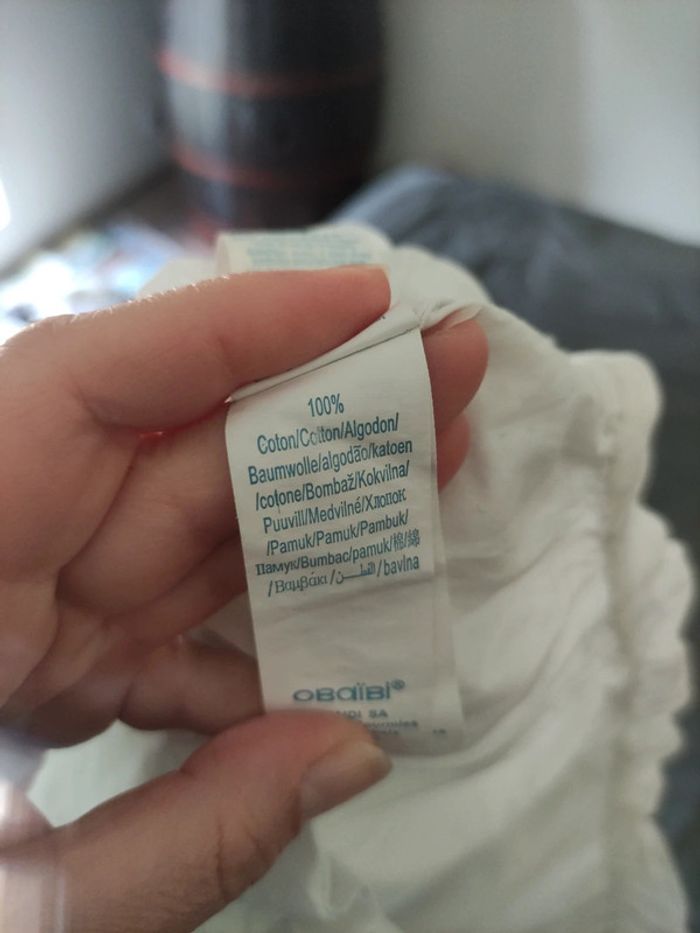 100%
Coton/Cotton/Algodon/
Baumwolle/algodão/katoen
/cotone/Bombaž/Kokvilna/
Puuvill/Medvilné/Хлопок
/Pamuk/Pamuk/Pambuk/
Памук/Bumbac/pamuk/棉/綿
/Βαμβάκι/القطن/bavlna
OBAÏBI®
SA